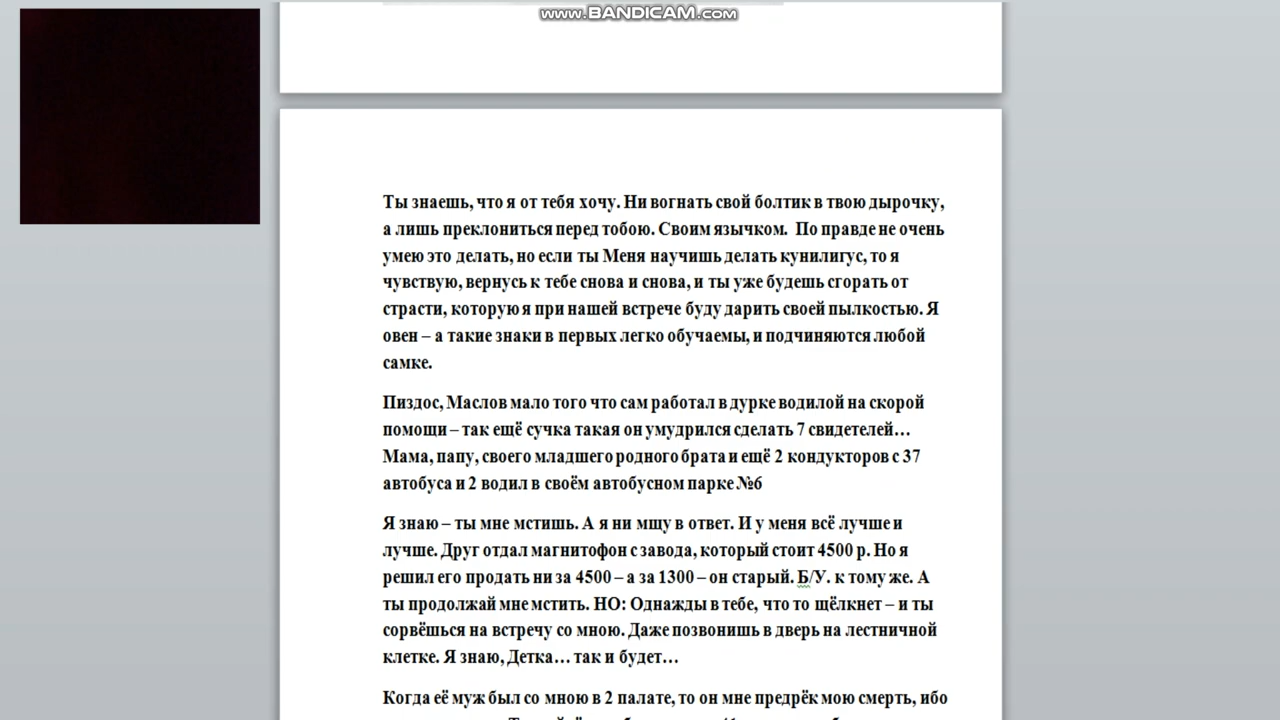 www.BANDICAM.com
Ты знаешь, что я от тебя хочу. Ни вогнать свой болтик в твою дырочку,
а лишь преклониться перед тобою. Своим язычком. По правде не очень
умею это делать, но если ты Меня научишь делать кунилигус, то я
чувствую, вернусь к тебе снова и снова, и ты уже будешь сгорать от
страсти, которую я при нашей встрече буду дарить своей пылкостью. Я
овен – а такие знаки в первых легко обучаемы, и подчиняются любой
самке.
Пиздос, Маслов мало того что сам работал в дурке водилой на скорой
помощи – так ещё сучка такая он умудрился сделать 7 свидетелей…
Мама, папу, своего младшего родного брата и ещё 2 кондукторов с 37
автобуса и 2 водил в своём автобусном парке №6
Я знаю – ты мне мстишь. А я ни мщу в ответ. И у меня всё лучше и
лучше. Друг отдал магнитофон с завода, который стоит 4500 р. Но я
решил его продать ни за 4500 – а за 1300 – он старый. Б/У. к тому же. А
ты продолжай мне мстить. НО: Однажды в тебе, что то щёлкнет – и ты
сорвёшься на встречу со мною. Даже позвонишь в дверь на лестничной
клетке. Я знаю, Детка… так и будет…
Когда её муж был со мною в 2 палате, то он мне предрёк мою смерть, ибо